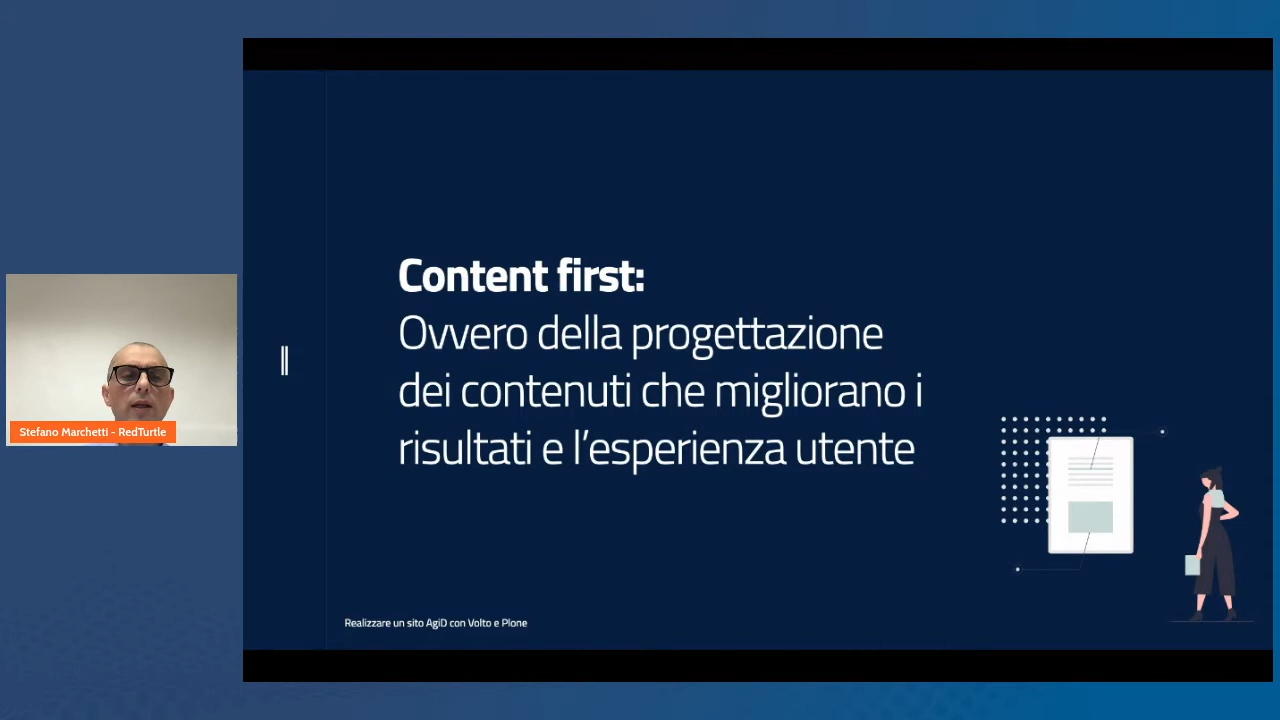 Content first:
Ovvero della progettazione
dei contenuti che migliorano i
risultati e l'esperienza utente
Stefano Marchetti - RedTurtle
Realizzare un sito AgiD con Volto e Plone